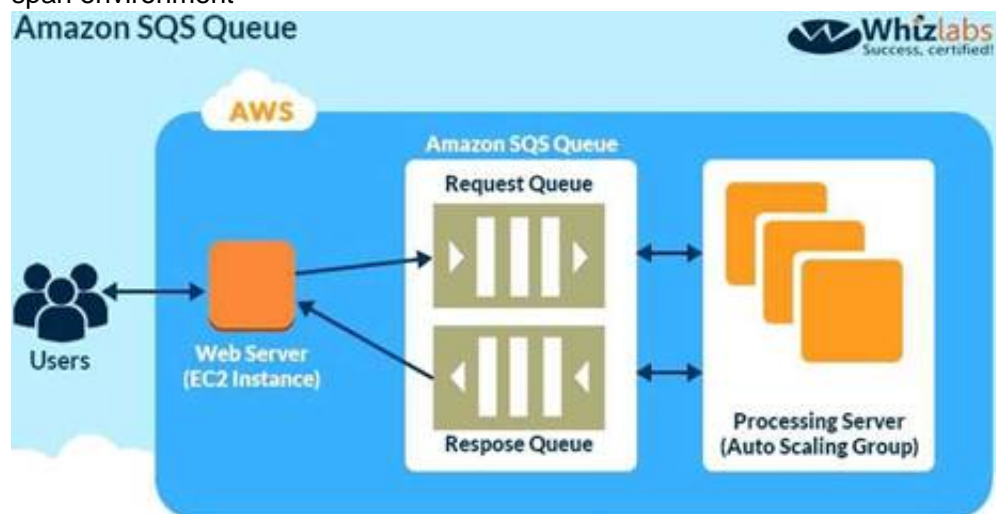 Amazon SQS Queue
Whizlabs
Success, certified!
AWS
Amazon SQS Queue
Request Queue
Users
Web Server
(EC2 Instance)
Respose Queue
Processing Server
(Auto Scaling Group)